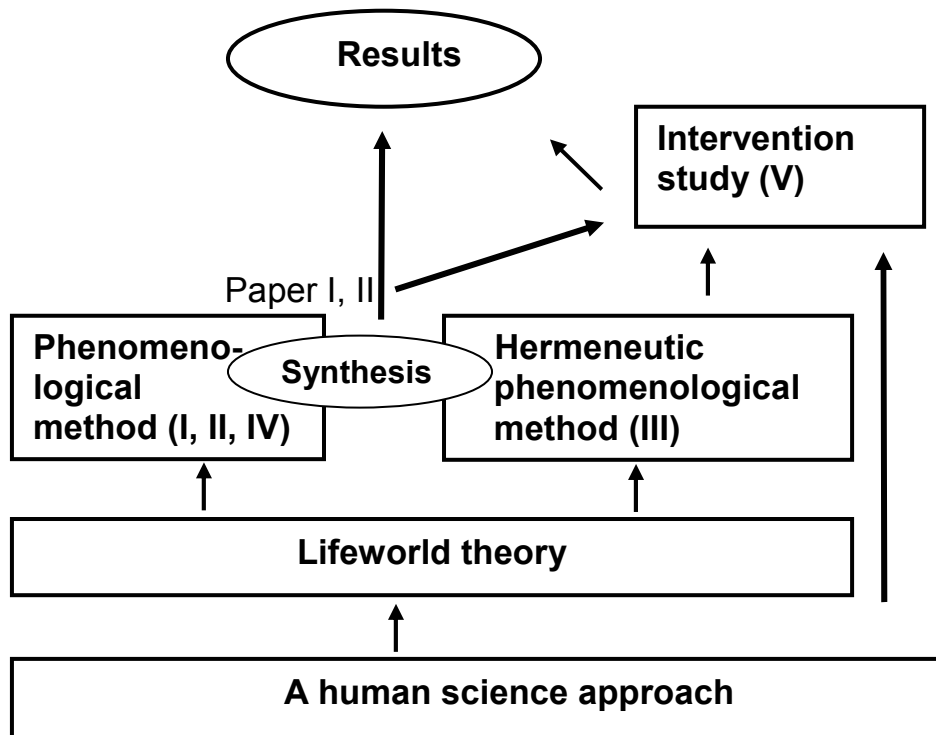 Results
Intervention
study (V)
Paper I, II
Phenomeno-
logical
method (I, II, IV)
Synthesis
Hermeneutic
phenomenological
method (III)
Lifeworld theory
A human science approach